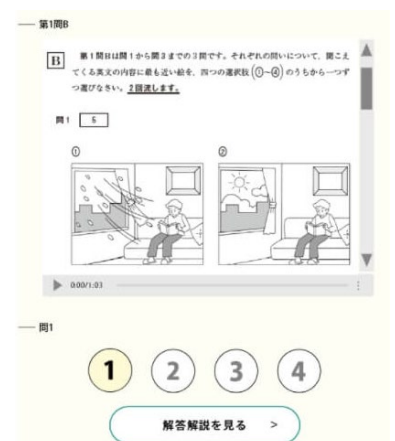 第1問B
B 第1問Bは問1から問3までの3問です。それぞれの問いについて、聞こえ
てくる英文の内容に最も近い絵を、四つの選択肢(①~④)のうちから一つず
つ選びなさい。2回流します。
問1 5
① ②
0:00/1:03
問1
1 2 3 4
解答解説を見る >